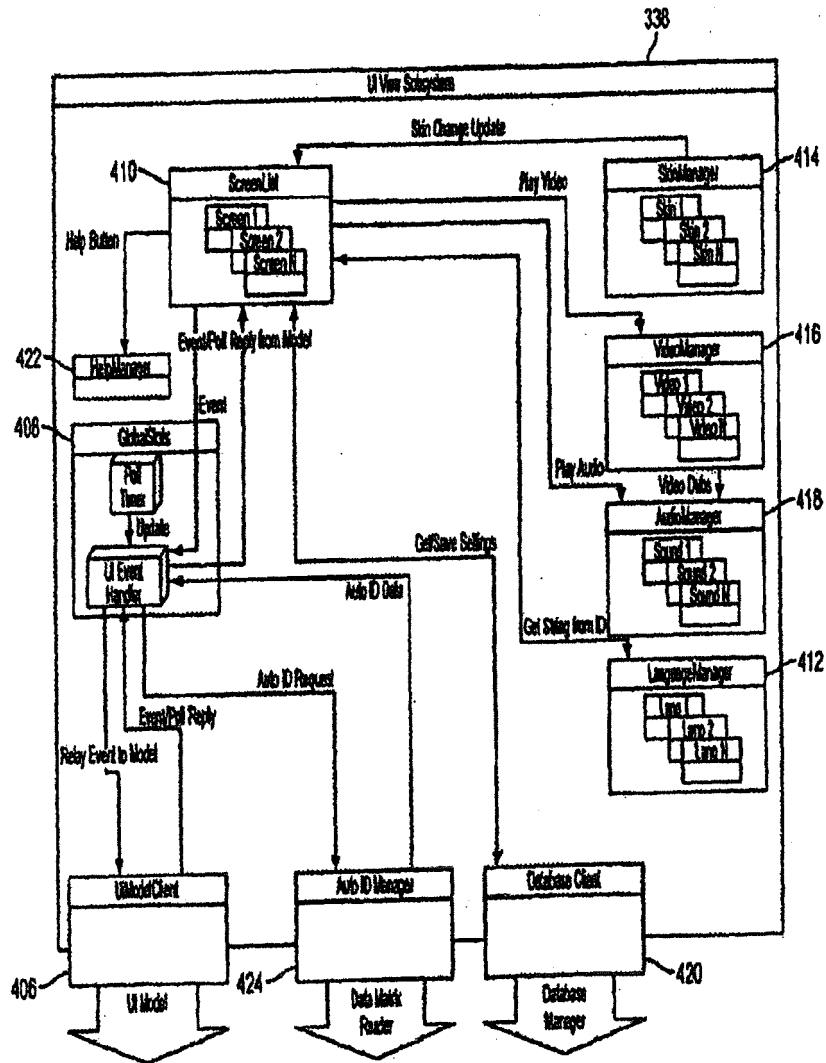 338
UI View Subsystem
Skin Change Update
410
ScreenList
Screen 1
Screen 2
Screen N
Play Video
SkinManager
414
Skin 1
Skin 2
Skin N
Help Button
Event/Poll Reply from Model
422
HelpManager
VideoManager
416
Video 1
Video 2
Video N
Event
408
GlobalSlots
Poll
Timer
Update
UI Event
Handler
Play Audio
Video Dubs
AudioManager
418
Sound 1
Sound 2
Sound N
Get/Save Settings
Auto ID Data
Get String from ID
LanguageManager
412
Lang 1
Lang 2
Lang N
Auto ID Request
Event/Poll Reply
Relay Event to Model
UIModelClient
Auto ID Manager
Database Client
406
424
420
UI Model
Data Matrix
Reader
Database
Manager